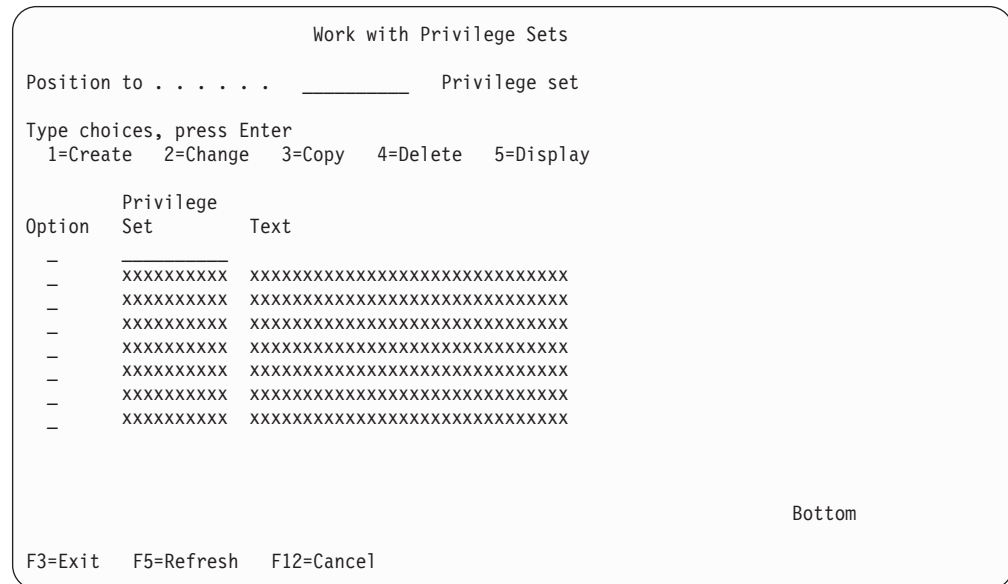 Work with Privilege Sets
Position to . . . . . . __________ Privilege set
Type choices, press Enter
1=Create 2=Change 3=Copy 4=Delete 5=Display
Privilege
Option Set Text
_ __________
_ xxxxxxxxxx xxxxxxxxxxxxxxxxxxxxxxxxxxxxxx
_ xxxxxxxxxx xxxxxxxxxxxxxxxxxxxxxxxxxxxxxx
_ xxxxxxxxxx xxxxxxxxxxxxxxxxxxxxxxxxxxxxxx
_ xxxxxxxxxx xxxxxxxxxxxxxxxxxxxxxxxxxxxxxx
_ xxxxxxxxxx xxxxxxxxxxxxxxxxxxxxxxxxxxxxxx
_ xxxxxxxxxx xxxxxxxxxxxxxxxxxxxxxxxxxxxxxx
_ xxxxxxxxxx xxxxxxxxxxxxxxxxxxxxxxxxxxxxxx
Bottom
F3=Exit F5=Refresh F12=Cancel